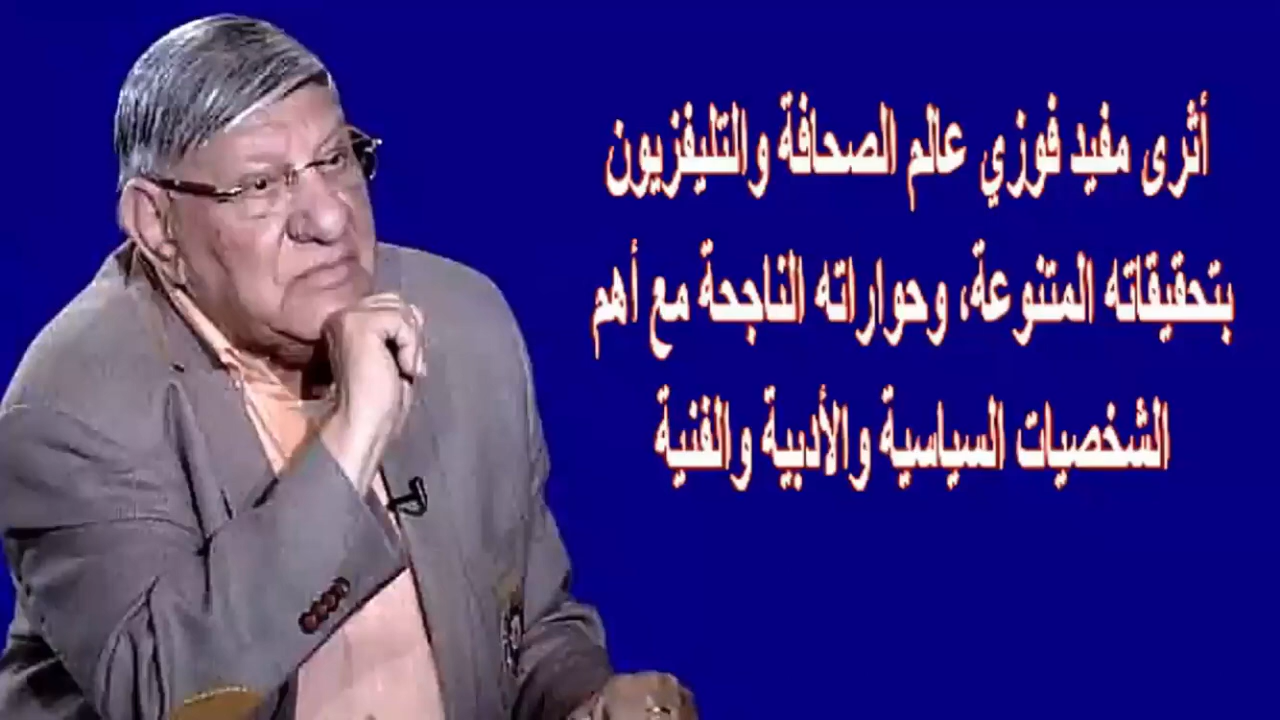 أثرى مفيد فوزي عالم الصحافة والتليفزيون
بتحقيقاته المتنوعة، وحواراته الناجحة مع أهم
الشخصيات السياسية والأدبية والفنية